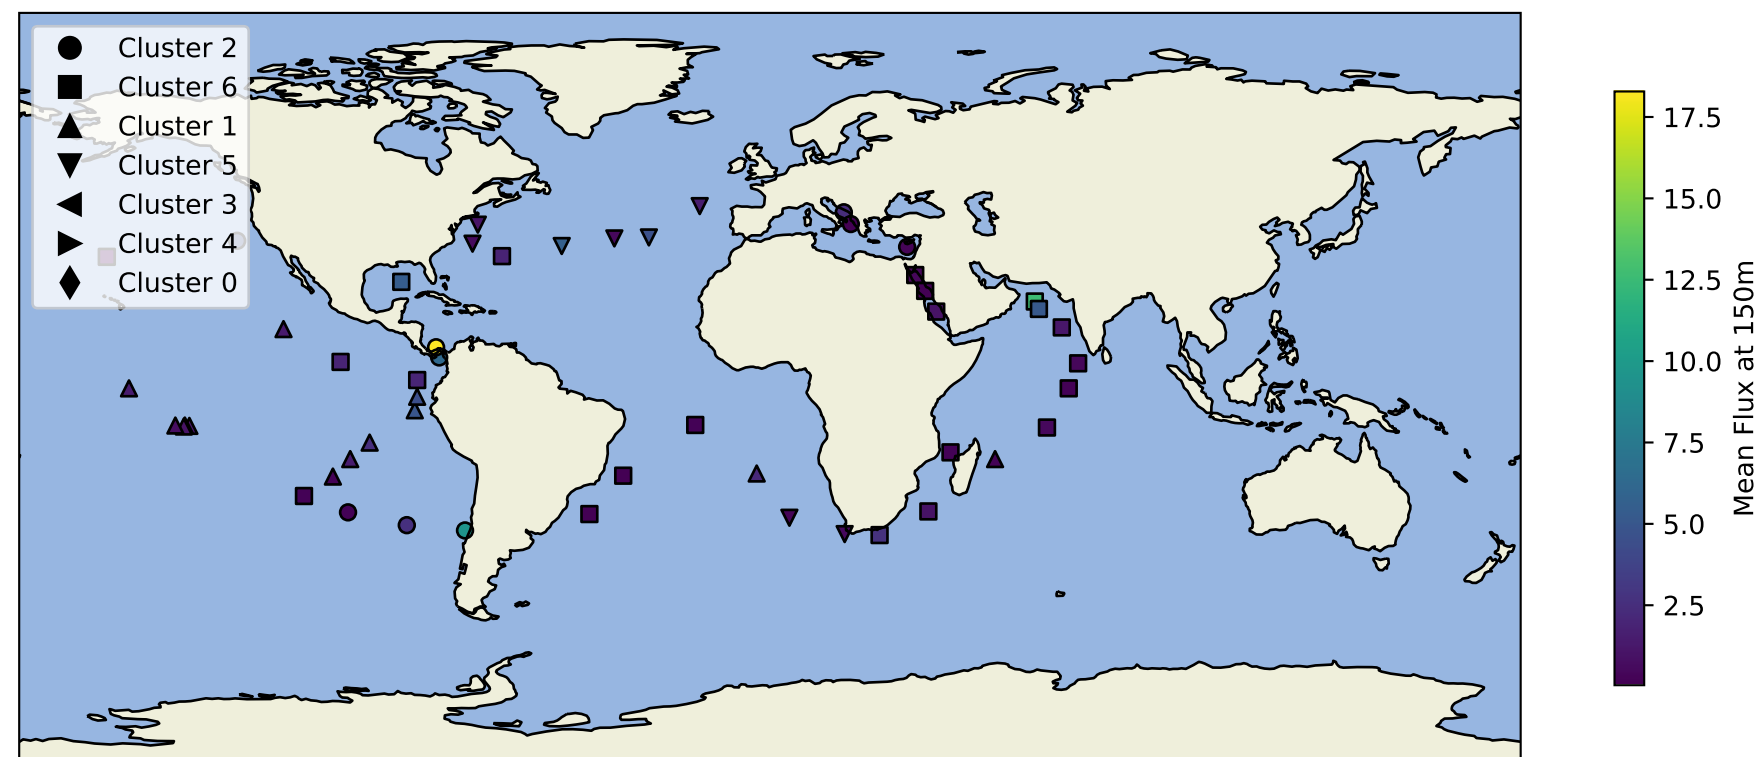 Cluster 2
Cluster 6
Cluster 1
Cluster 5
Cluster 3
Cluster 4
Cluster 0
17.5
15.0
12.5
10.0
7.5
5.0
2.5
Mean Flux at 150m